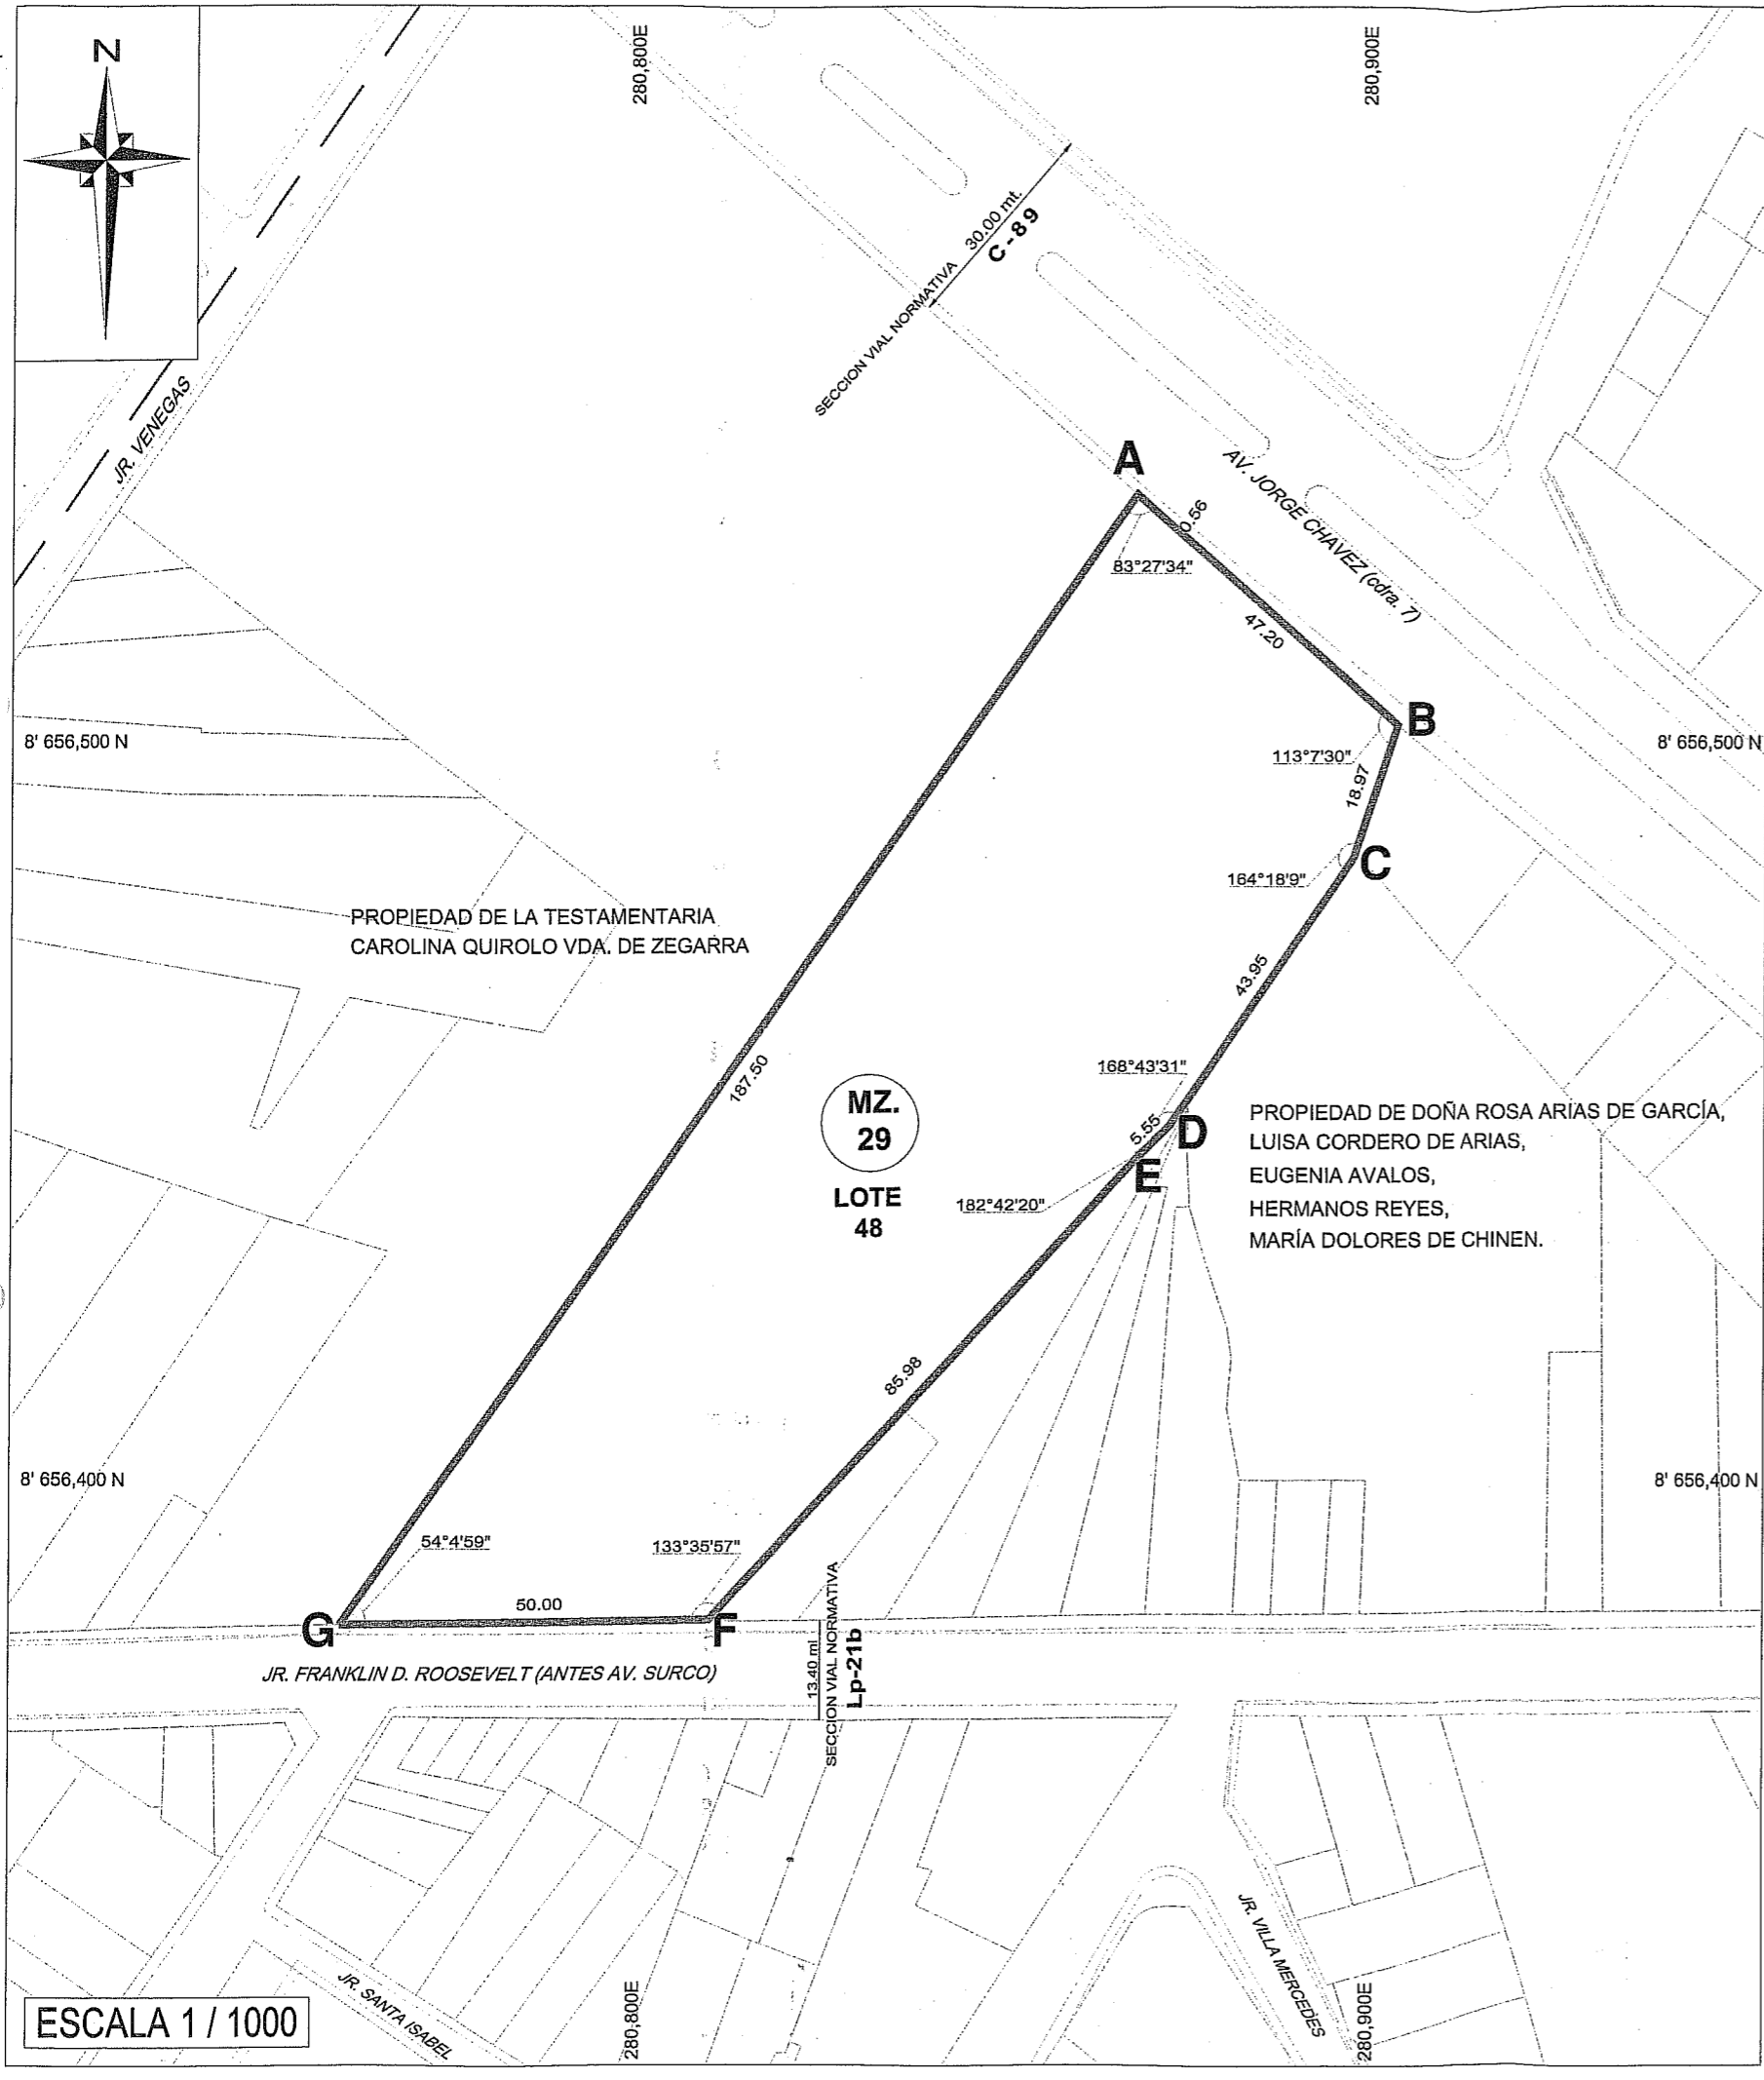 N
280,800E
280,900E
30.00 mt.
C-89
SECCION VIAL NORMATIVA
JR. VENEGAS
A
AV. JORGE CHAVEZ (cdra. 7)
0.56
83°27'34"
47.20
B
8' 656,500 N
8' 656,500 N
113°7'30"
18.97
C
164°18'9"
PROPIEDAD DE LA TESTAMENTARIA
CAROLINA QUIROLO VDA. DE ZEGARRA
43.95
187.50
168°43'31"
MZ.
29
LOTE
48
5.55
D
E
182°42'20"
PROPIEDAD DE DOÑA ROSA ARIAS DE GARCÍA,
LUISA CORDERO DE ARIAS,
EUGENIA AVALOS,
HERMANOS REYES,
MARÍA DOLORES DE CHINEN.
85.98
8' 656,400 N
8' 656,400 N
54°4'59"
133°35'57"
50.00
G
F
JR. FRANKLIN D. ROOSEVELT (ANTES AV. SURCO)
13.40 ml
SECCION VIAL NORMATIVA
Lp-21b
JR. VILLA MERCEDES
JR. SANTA ISABEL
280,800E
280,900E
ESCALA 1 / 1000